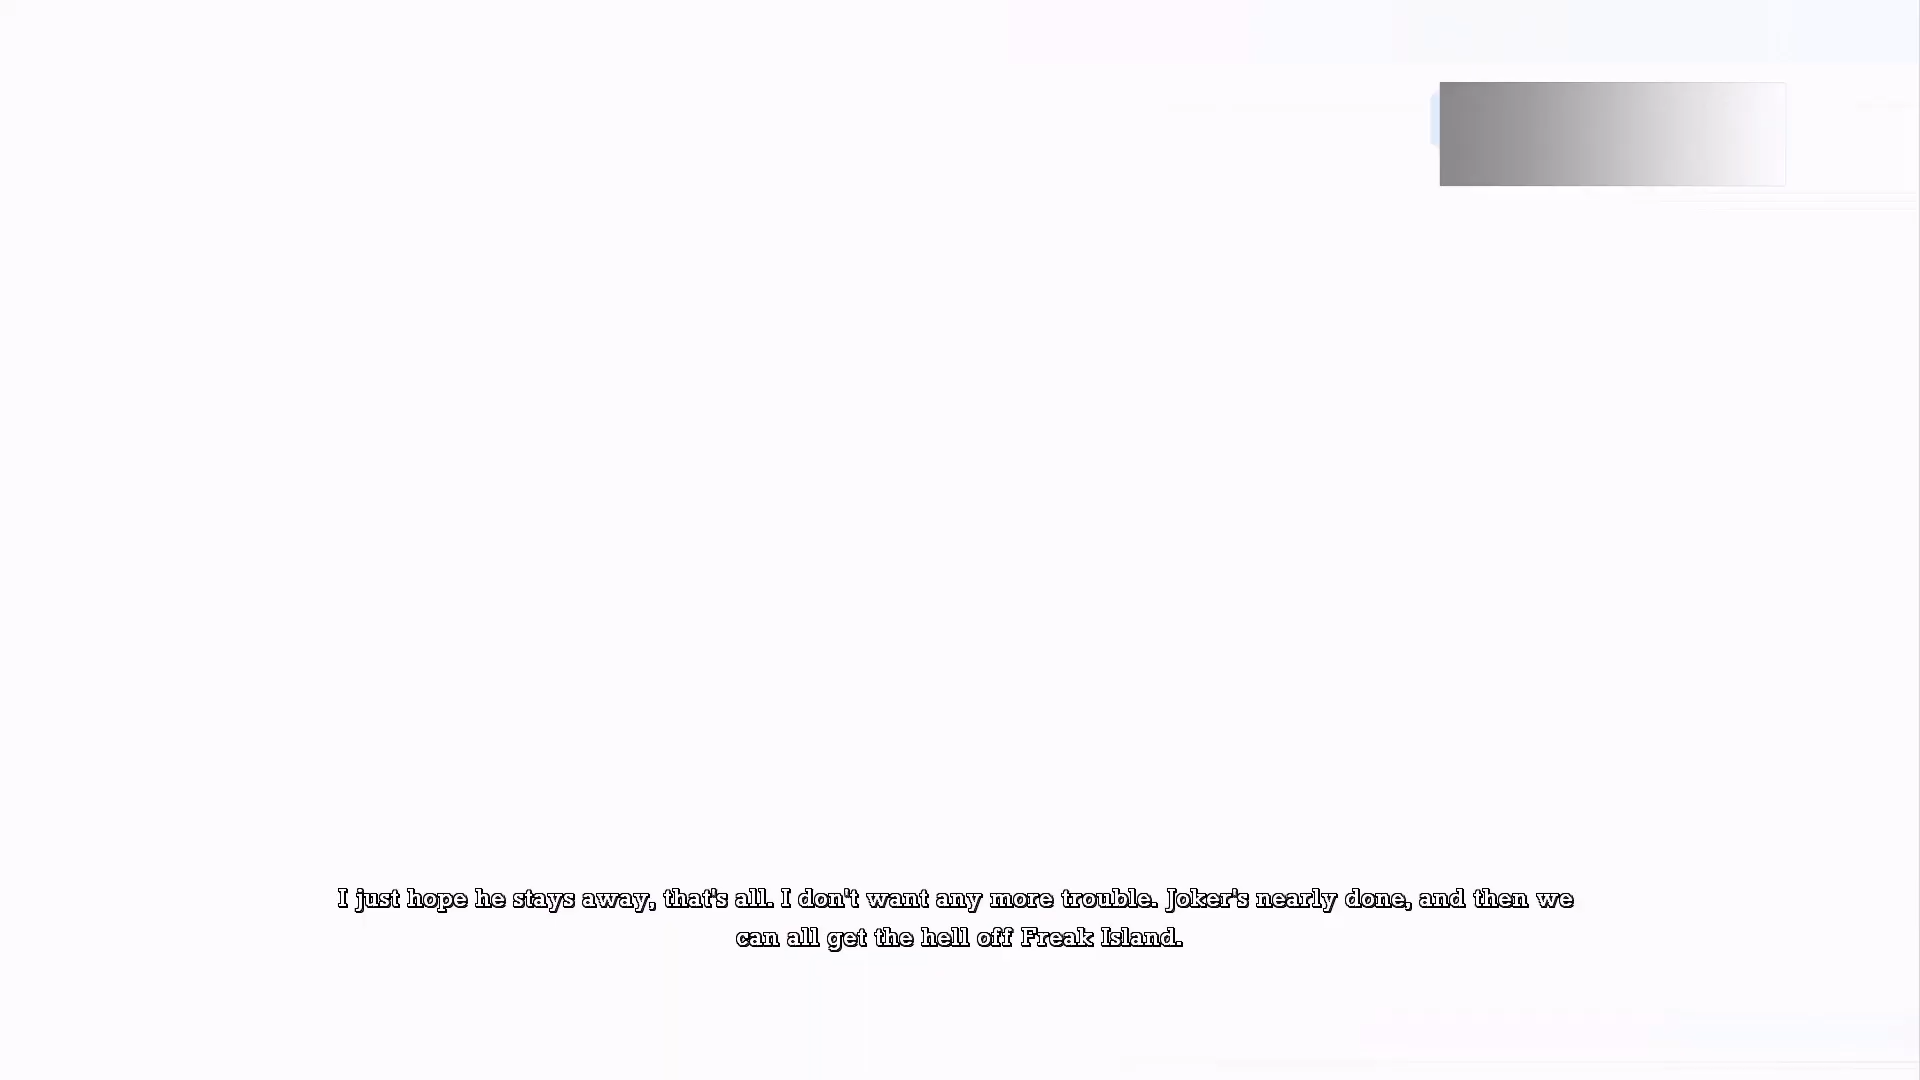 I just hope he stays away, that's all. I don't want any more trouble. Joker's nearly done, and then we
can all get the hell off Freak Island.